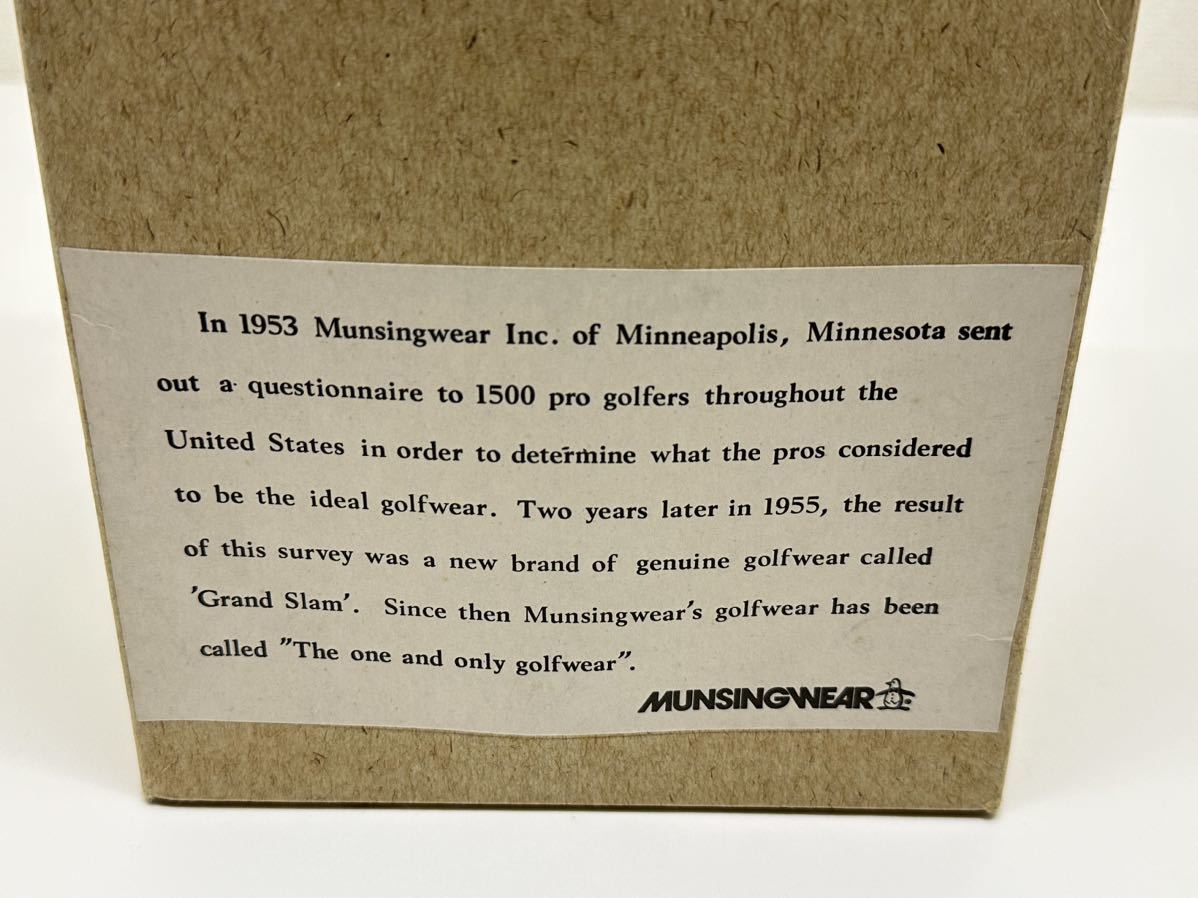 In 1953 Munsingwear Inc. of Minneapolis, Minnesota sent
out a questionnaire to 1500 pro golfers throughout the
United States in order to determine what the pros considered
to be the ideal golfwear. Two years later in 1955, the result
of this survey was a new brand of genuine golfwear called
'Grand Slam'. Since then Munsingwear's golfwear has been
called "The one and only golfwear".
MUNSINGWEAR